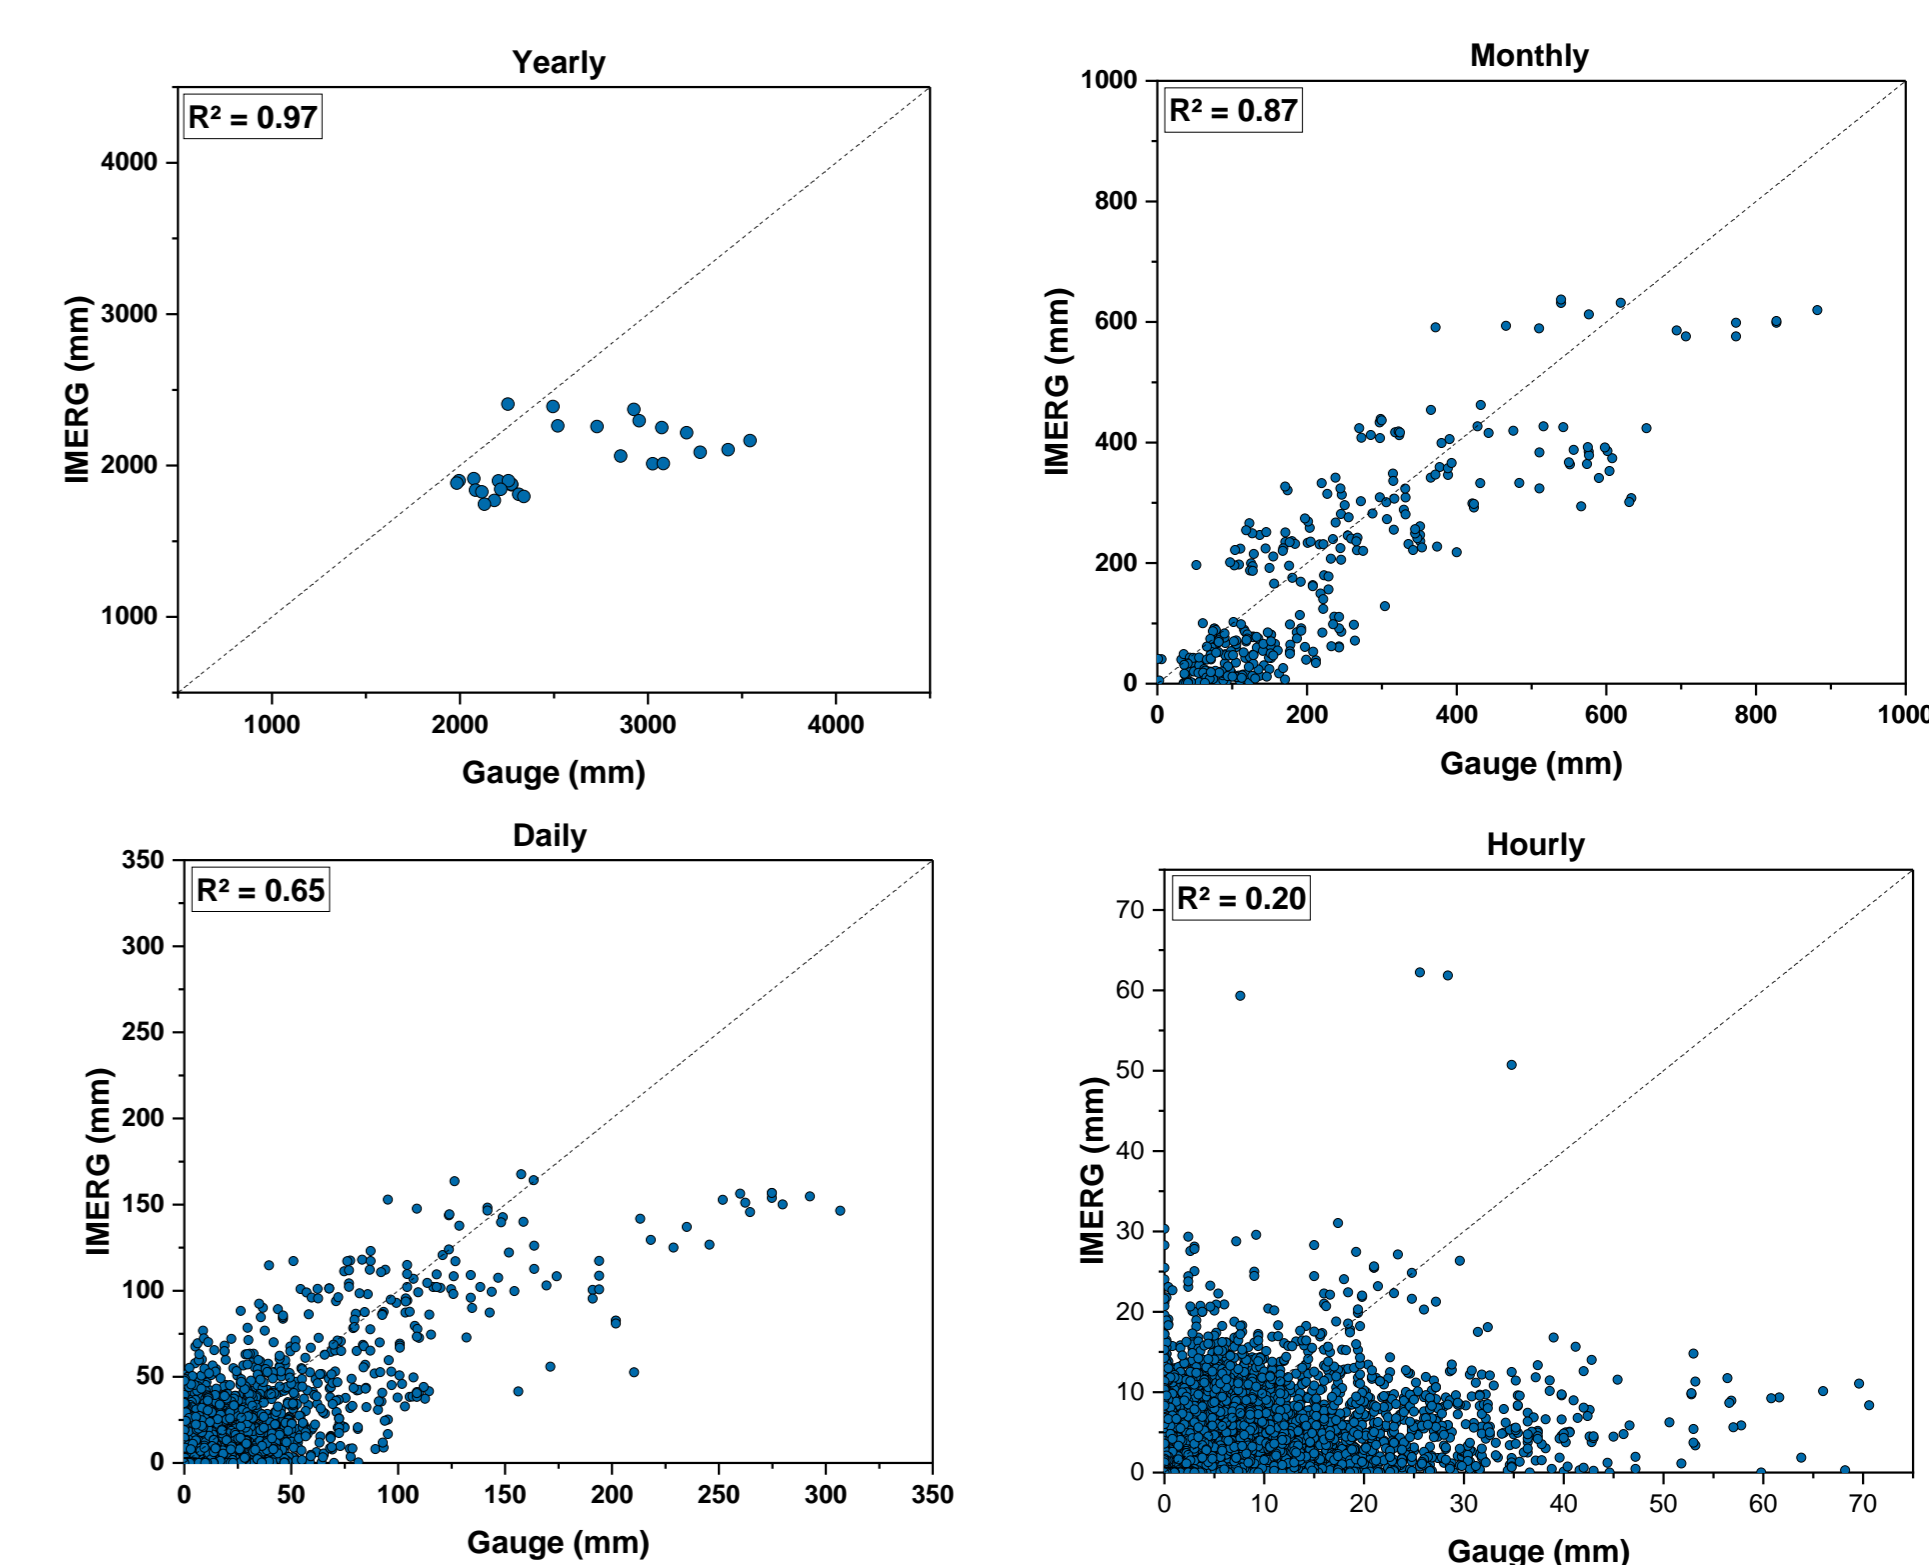 Yearly
R² = 0.97
4000
3000
2000
1000
IMERG (mm)
1000 2000 3000 4000
Gauge (mm)
Monthly
R² = 0.87
1000
800
600
400
200
0
IMERG (mm)
0 200 400 600 800 1000
Gauge (mm)
Daily
R² = 0.65
350
300
250
200
150
100
50
0
IMERG (mm)
0 50 100 150 200 250 300 350
Gauge (mm)
Hourly
R² = 0.20
70
60
50
40
30
20
10
0
IMERG (mm)
0 10 20 30 40 50 60 70
Gauge (mm)